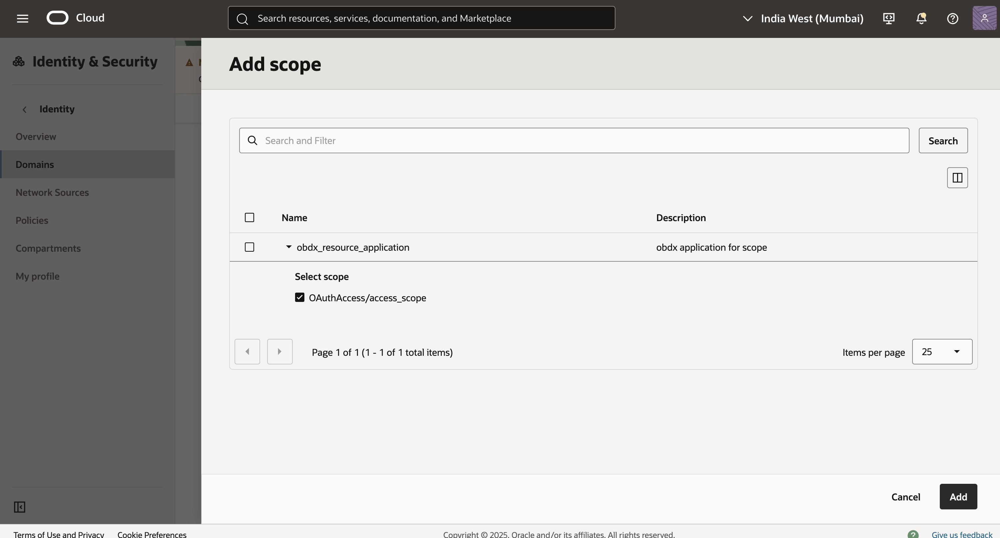 Cloud
Search resources, services, documentation, and Marketplace
India West (Mumbai)
Identity & Security
Identity
Overview
Domains
Network Sources
Policies
Compartments
My profile
Add scope
Search and Filter
Search
Name Description
obdx_resource_application obdx application for scope
Select scope
OAuthAccess/access_scope
Page 1 of 1 (1 - 1 of 1 total items)
Items per page 25
Cancel Add
Terms of Use and Privacy Cookie Preferences Copyright © 2025, Oracle and/or its affiliates. All rights reserved. Give us feedback